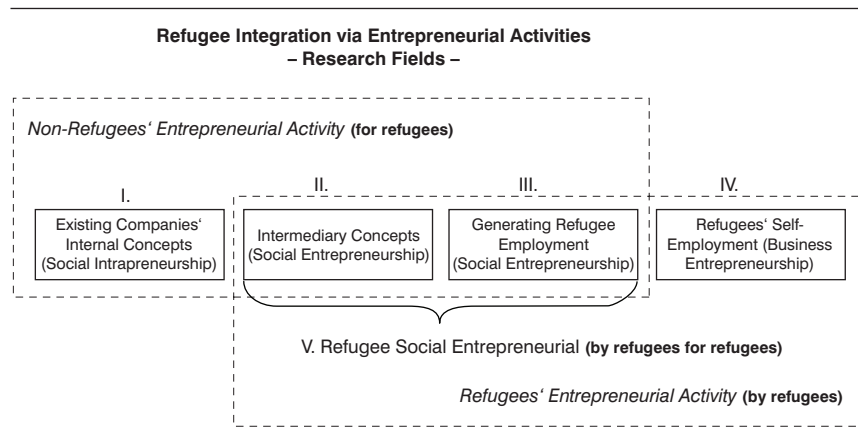 Refugee Integration via Entrepreneurial Activities
– Research Fields –
Non-Refugees‘ Entrepreneurial Activity (for refugees)
I.
Existing Companies‘
Internal Concepts
(Social Intrapreneurship)
II.
Intermediary Concepts
(Social Entrepreneurship)
III.
Generating Refugee
Employment
(Social Entrepreneurship)
IV.
Refugees‘ Self-
Employment (Business
Entrepreneurship)
V. Refugee Social Entrepreneurial (by refugees for refugees)
Refugees‘ Entrepreneurial Activity (by refugees)